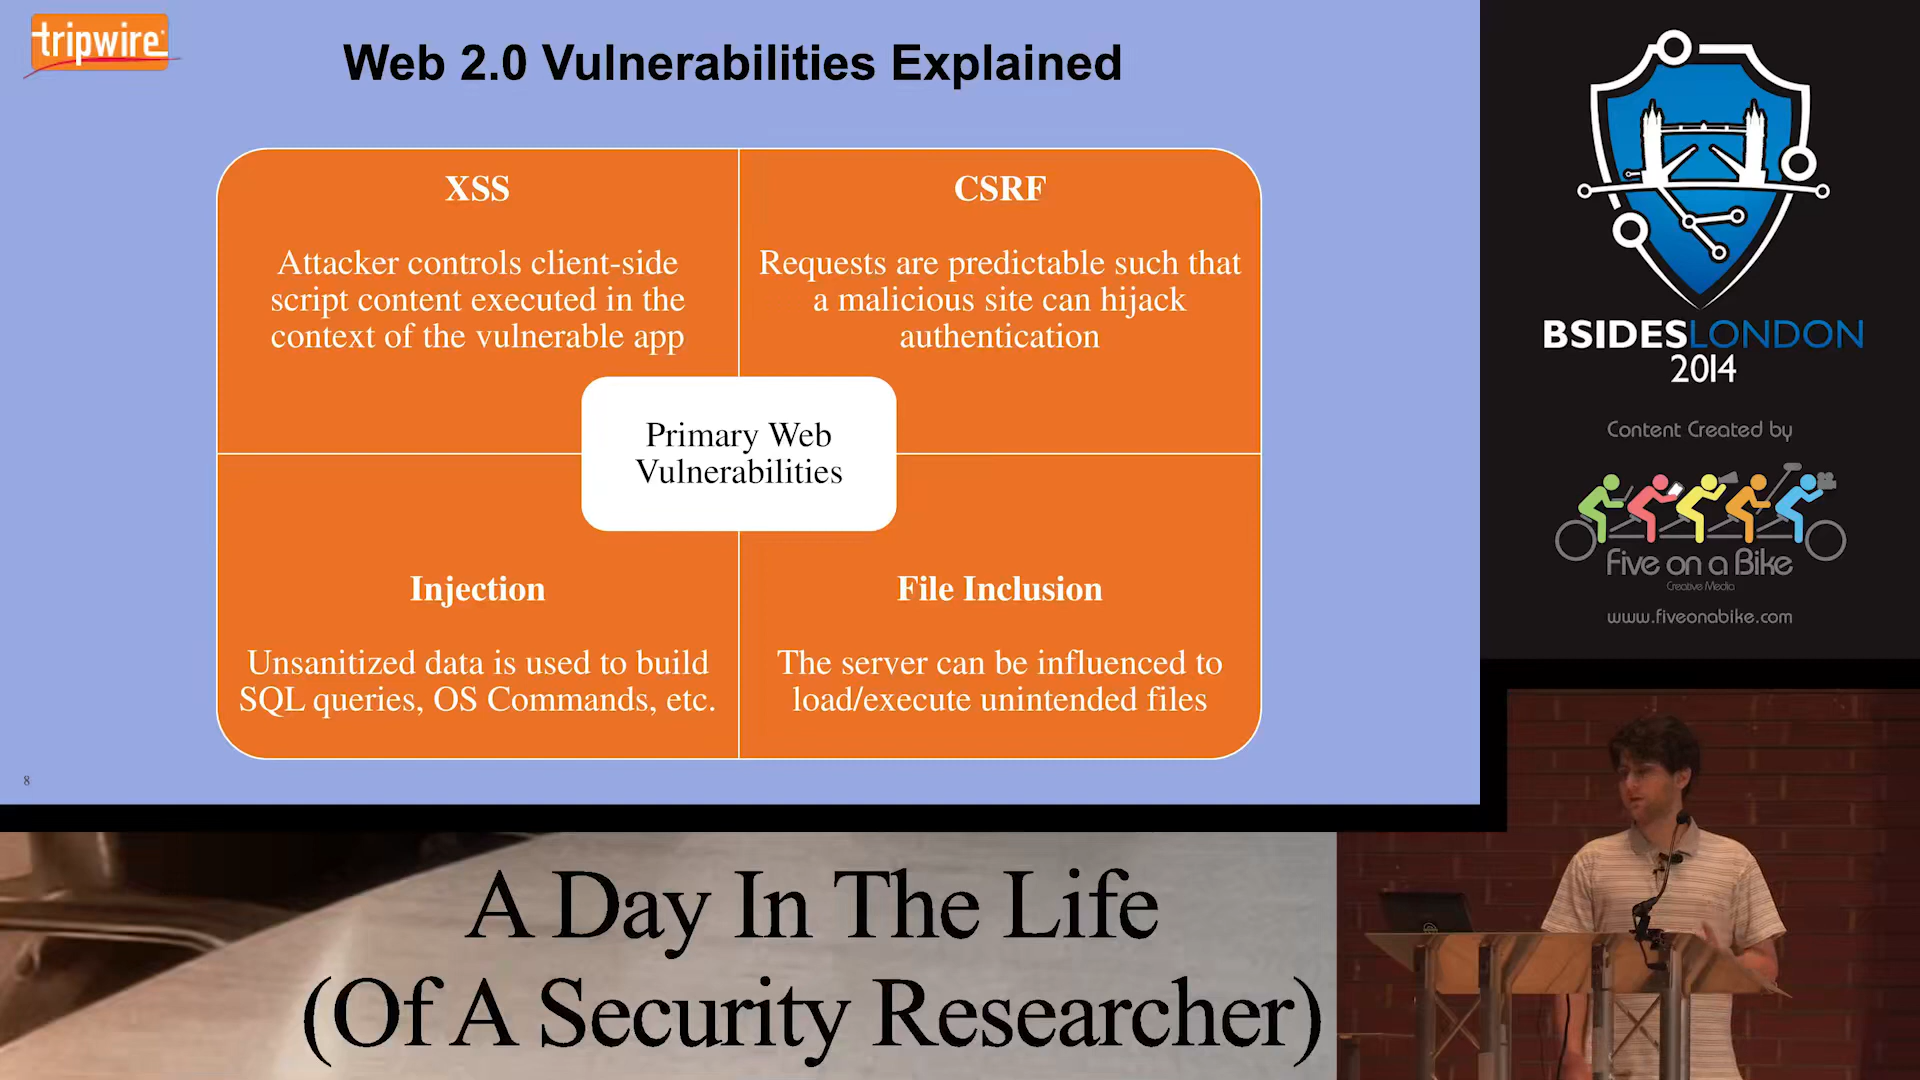 tripwire
Web 2.0 Vulnerabilities Explained
XSS
Attacker controls client-side
script content executed in the
context of the vulnerable app
CSRF
Requests are predictable such that
a malicious site can hijack
authentication
Primary Web
Vulnerabilities
Injection
Unsanitized data is used to build
SQL queries, OS Commands, etc.
File Inclusion
The server can be influenced to
load/execute unintended files
8
BSIDESLONDON
2014
Content Created by
Five on a Bike
Creative Media
www.fiveonabike.com
A Day In The Life
(Of A Security Researcher)